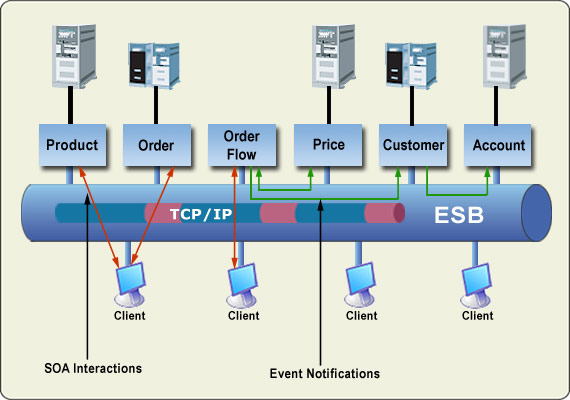 Product
Order
Order
Flow
Price
Customer
Account
TCP/IP
ESB
Client
Client
Client
Client
SOA Interactions
Event Notifications